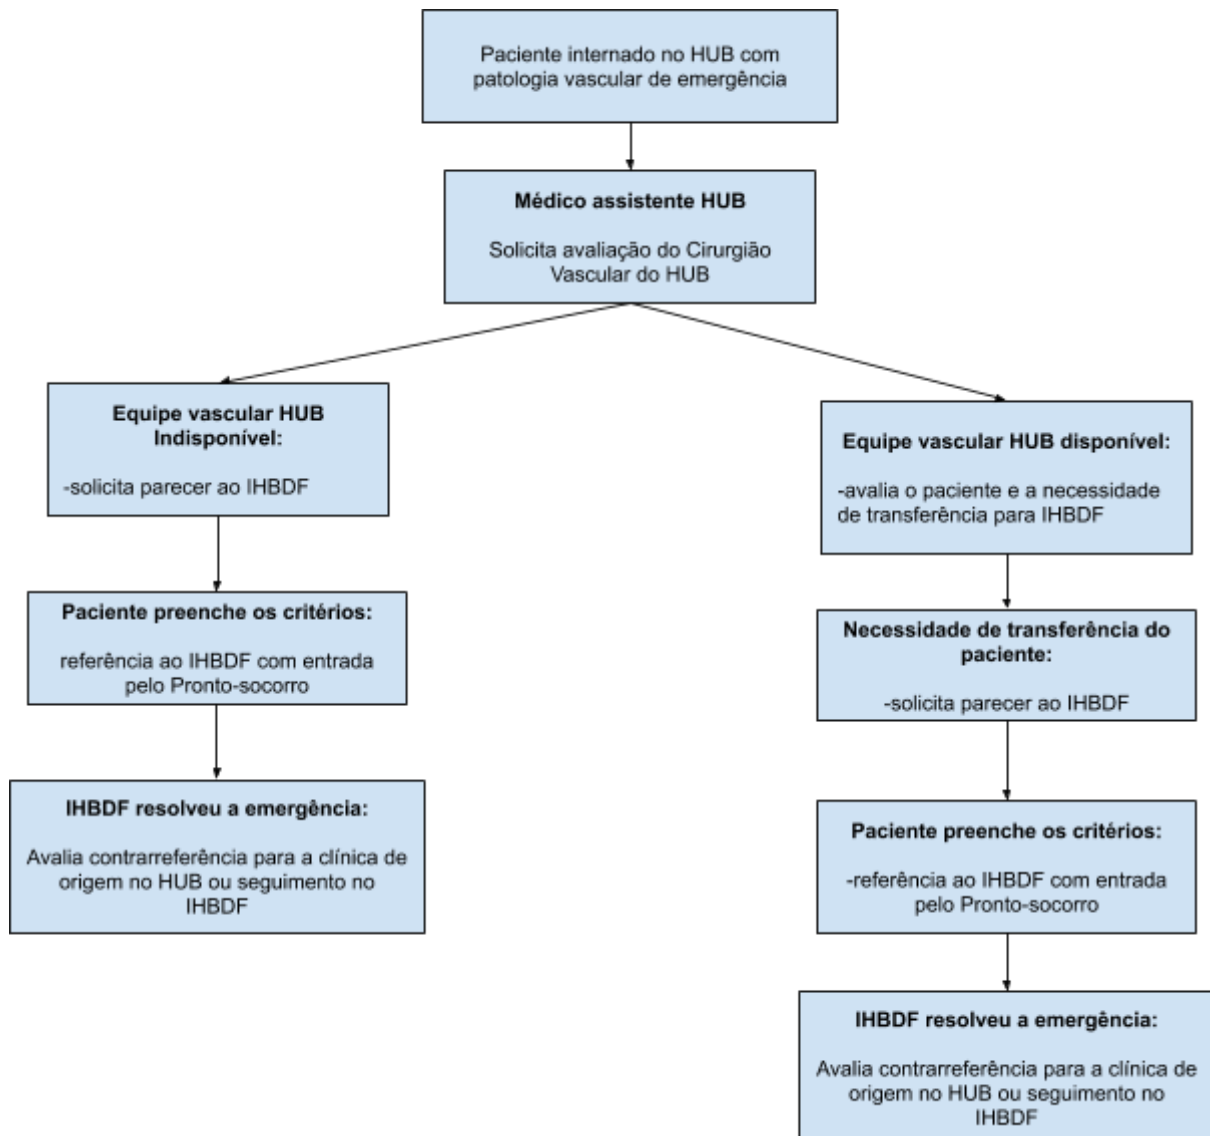 Paciente internado no HUB com
patologia vascular de emergência
Médico assistente HUB
Solicita avaliação do Cirurgião
Vascular do HUB
Equipe vascular HUB
Indisponível:
-solicita parecer ao IHBDF
Paciente preenche os critérios:
referência ao IHBDF com entrada
pelo Pronto-socorro
IHBDF resolveu a emergência:
Avalia contrarreferência para a clínica de
origem no HUB ou seguimento no
IHBDF
Equipe vascular HUB disponível:
-avalia o paciente e a necessidade
de transferência para IHBDF
Necessidade de transferência do
paciente:
-solicita parecer ao IHBDF
Paciente preenche os critérios:
-referência ao IHBDF com entrada
pelo Pronto-socorro
IHBDF resolveu a emergência:
Avalia contrarreferência para a clínica de
origem no HUB ou seguimento no
IHBDF